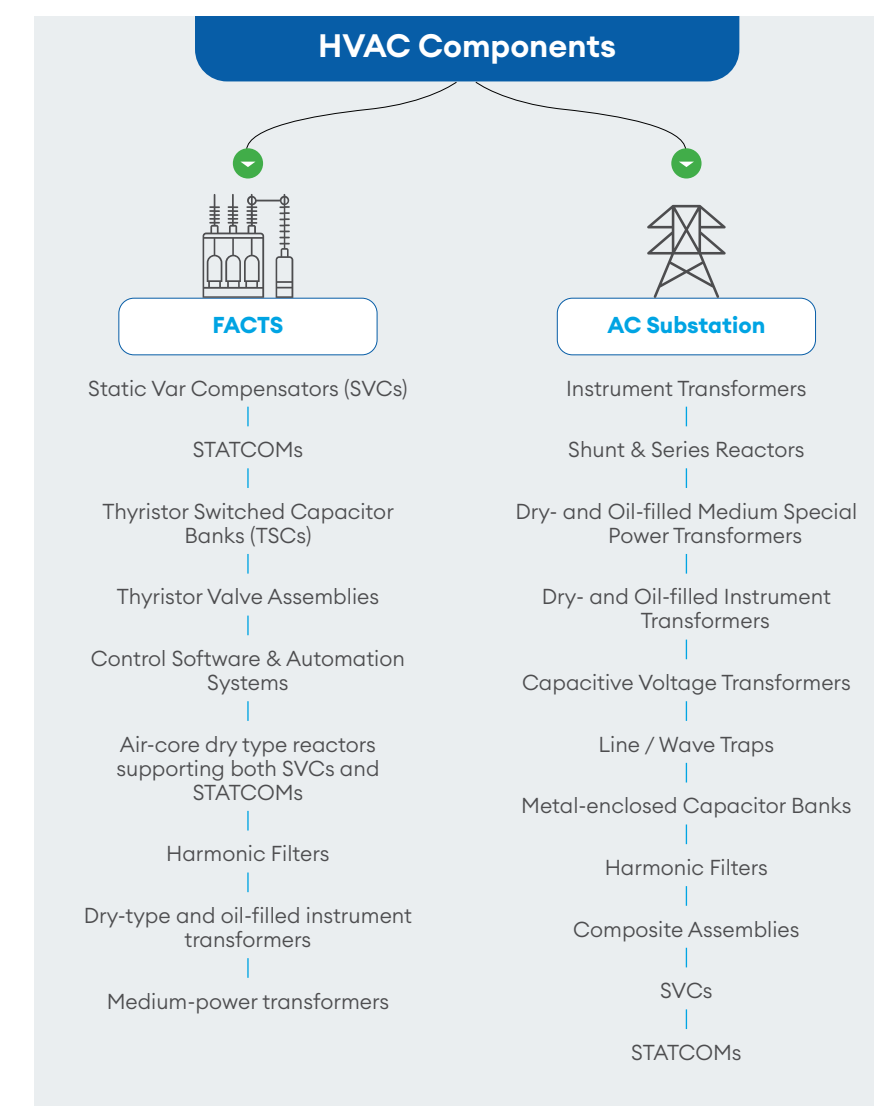 HVAC Components
FACTS
Static Var Compensators (SVCs)
STATCOMs
Thyristor Switched Capacitor
Banks (TSCs)
Thyristor Valve Assemblies
Control Software & Automation
Systems
Air-core dry type reactors
supporting both SVCs and
STATCOMs
Harmonic Filters
Dry-type and oil-filled instrument
transformers
Medium-power transformers
AC Substation
Instrument Transformers
Shunt & Series Reactors
Dry- and Oil-filled Medium Special
Power Transformers
Dry- and Oil-filled Instrument
Transformers
Capacitive Voltage Transformers
Line / Wave Traps
Metal-enclosed Capacitor Banks
Harmonic Filters
Composite Assemblies
SVCs
STATCOMs